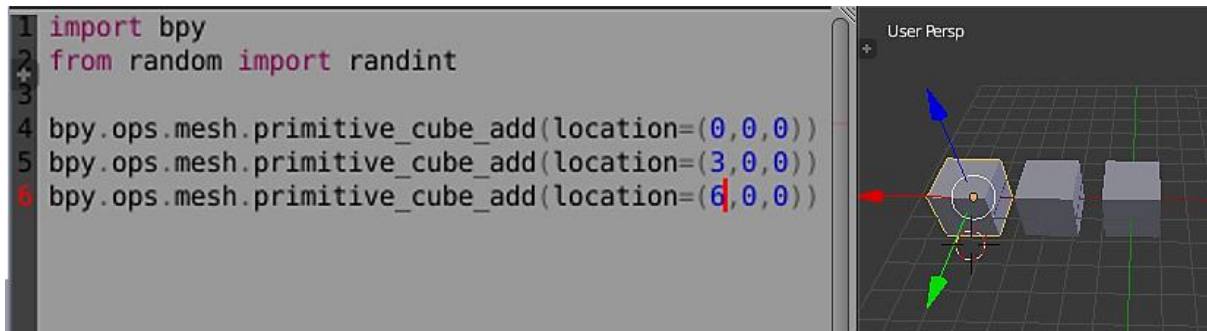 1 import bpy
2 from random import randint
3
4 bpy.ops.mesh.primitive_cube_add(location=(0,0,0))
5 bpy.ops.mesh.primitive_cube_add(location=(3,0,0))
6 bpy.ops.mesh.primitive_cube_add(location=(6,0,0))
User Persp